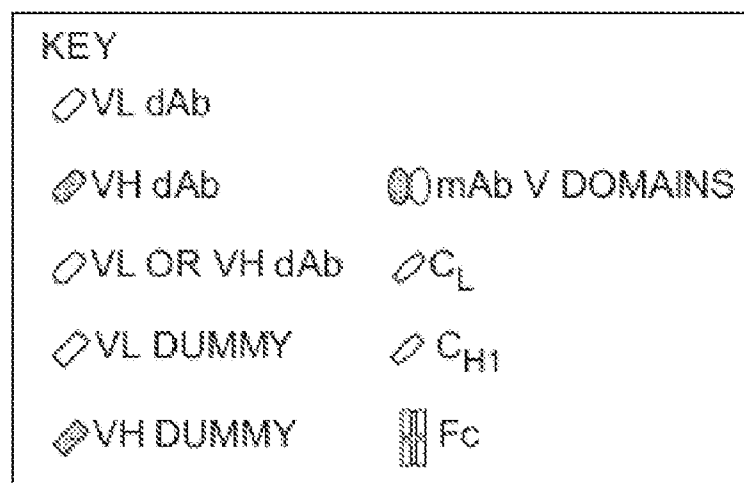 KEY
VL dAb
VH dAb mAb V DOMAINS
VL OR VH dAb CL
VL DUMMY CH1
VH DUMMY Fc